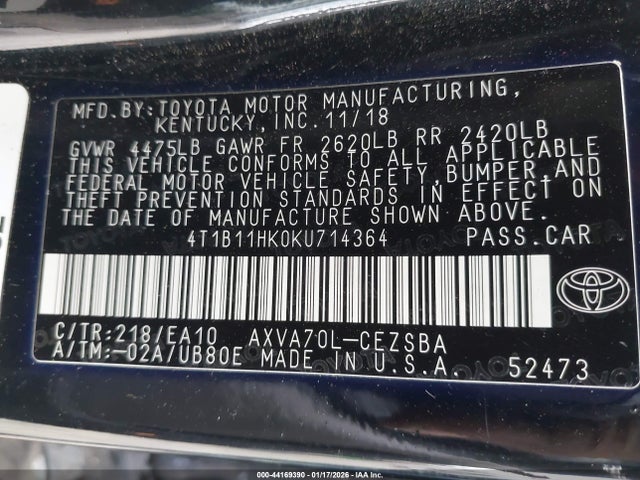 MFD.BY:TOYOTA MOTOR MANUFACTURING,
KENTUCKY,INC.11/18
GVWR 4475LB GAWR FR 2620LB RR 2420LB
THIS VEHICLE CONFORMS TO ALL APPLICABLE
FEDERAL MOTOR VEHICLE SAFETY,BUMPER,AND
THEFT PREVENTION STANDARDS IN EFFECT ON
THE DATE OF MANUFACTURE SHOWN ABOVE.
4T1B11HK0KU714364 PASS.CAR
C/TR:218/EA10 AXVA70L-CEZSBA
A/TM:-02A/UB80E MADE IN U.S.A. 52473
000-44169390 - 01/17/2026 - IAA Inc.